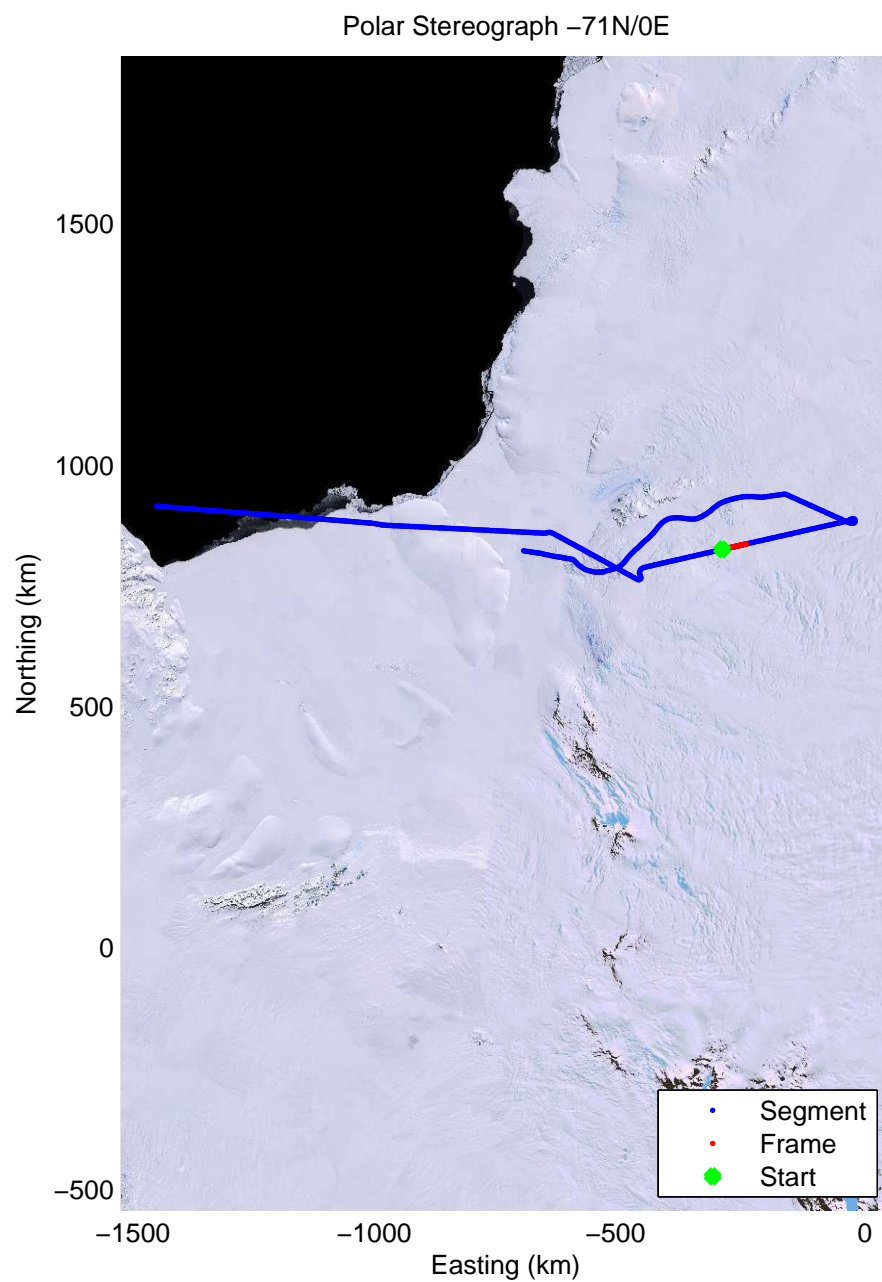 Polar Stereograph −71N/0E
1500
1000
500
0
−500
Northing (km)
−1500
−1000
−500
0
Easting (km)
Segment
Frame
Start